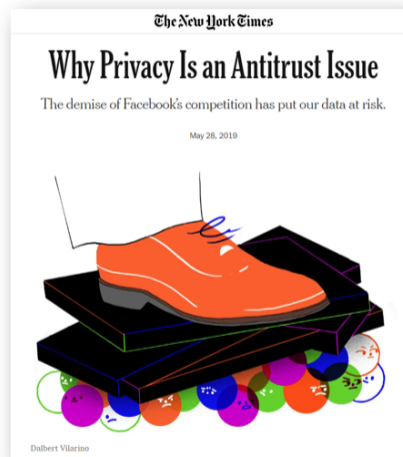 The New York Times
Why Privacy Is an Antitrust Issue
The demise of Facebook's competition has put our data at risk.
May 28, 2019
Dalbert Vilarino